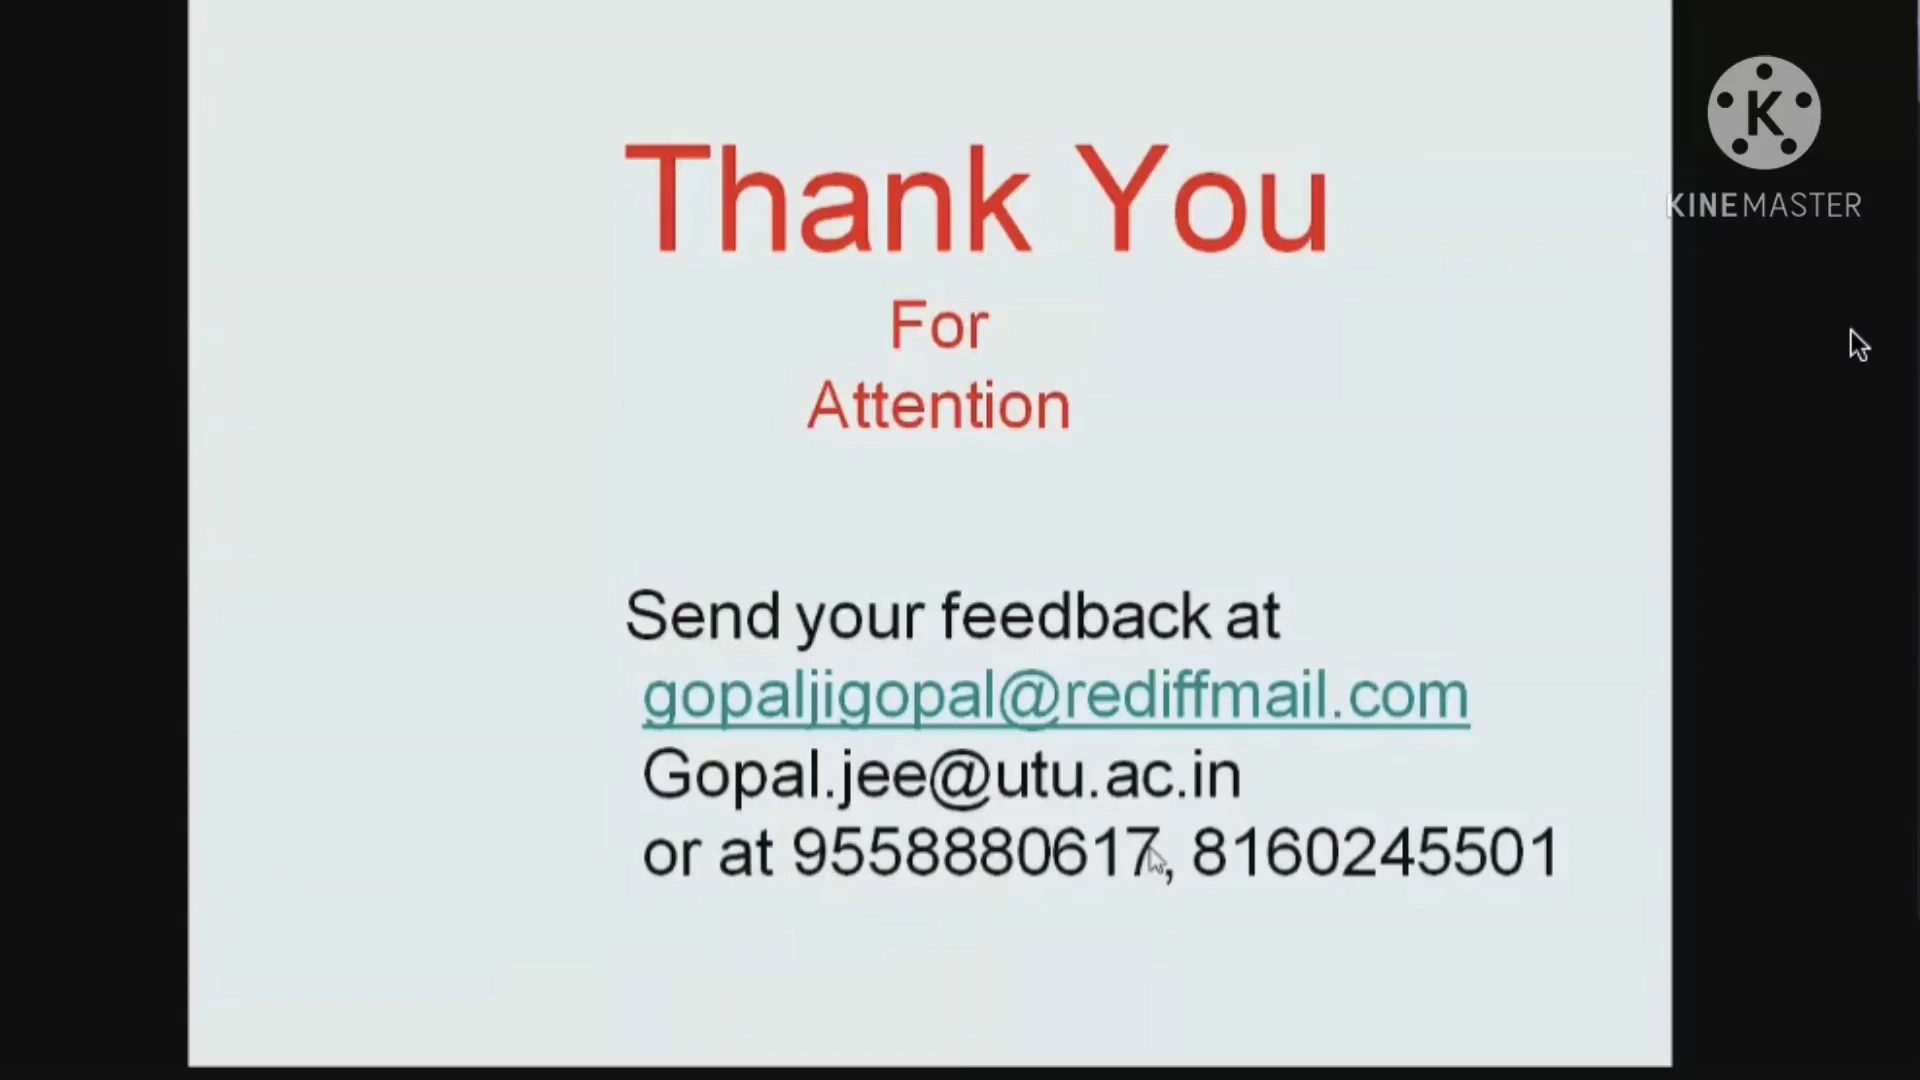 Thank You
For
Attention
Send your feedback at
gopaljigopal@rediffmail.com
Gopal.jee@utu.ac.in
or at 9558880617, 8160245501
K
KINEMASTER